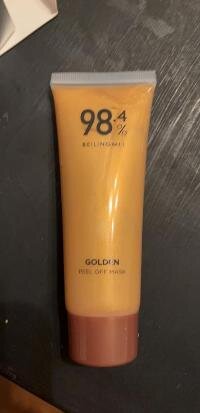 98.4%
BEILINGMEI
GOLDEN
PEEL OFF MASK